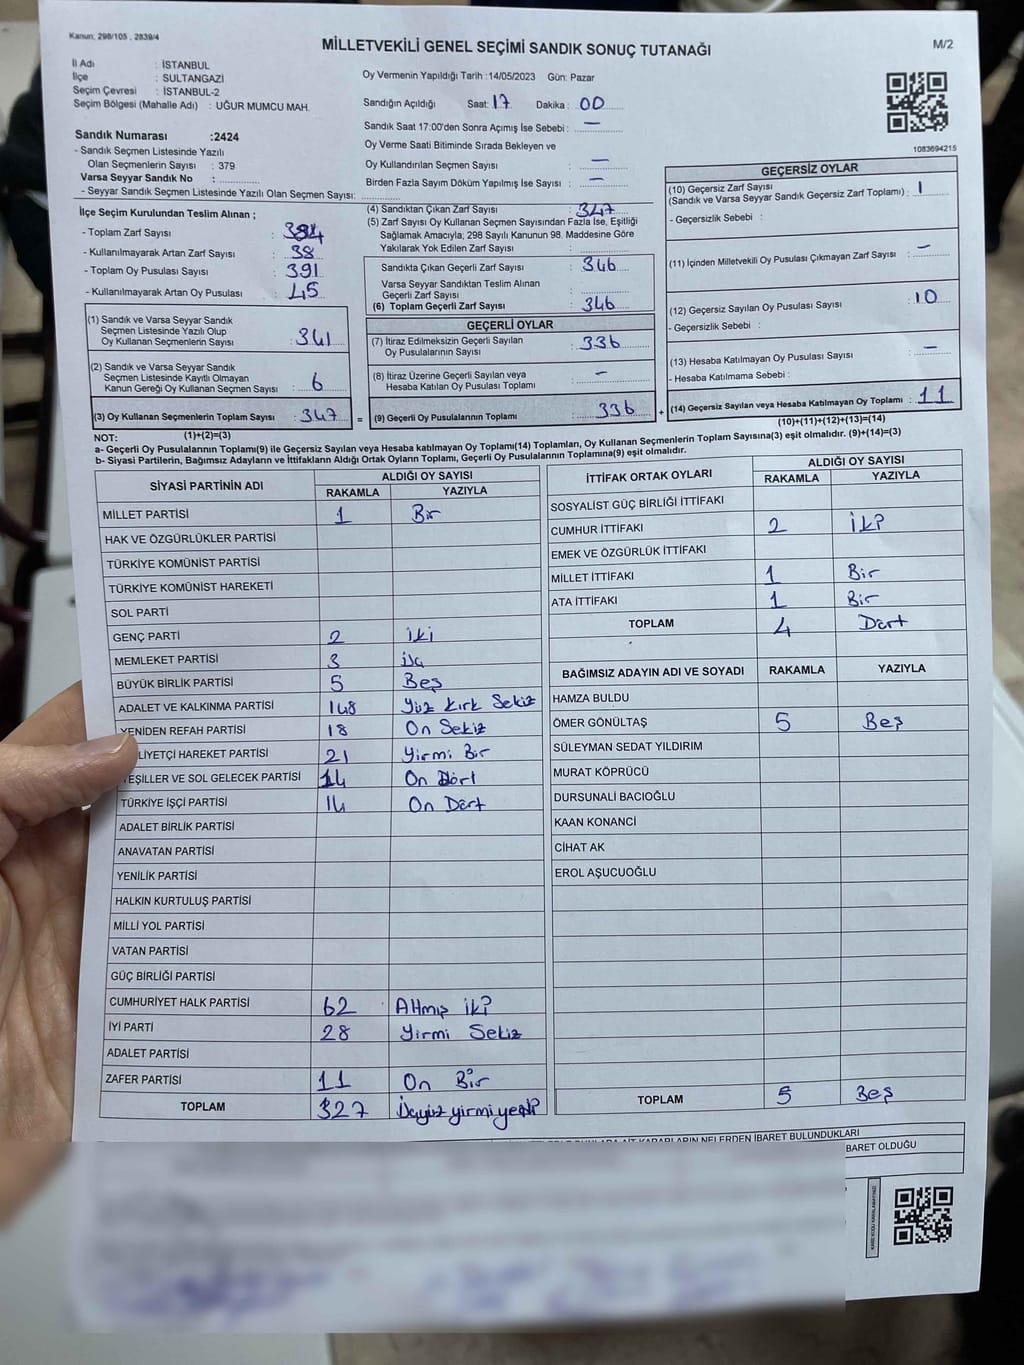 Kanun, 298/105 , 2839/4
MİLLETVEKİLİ GENEL SEÇİMİ SANDIK SONUÇ TUTANAĞI
M/2
İl Adı : İSTANBUL
İlçe : SULTANGAZİ
Seçim Çevresi : İSTANBUL-2
Seçim Bölgesi (Mahalle Adı) : UĞUR MUMCU MAH.
Sandık Numarası :2424
- Sandık Seçmen Listesinde Yazılı
Olan Seçmenlerin Sayısı : 379
Varsa Seyyar Sandık No :
- Seyyar Sandık Seçmen Listesinde Yazılı Olan Seçmen Sayısı:
Oy Vermenin Yapıldığı Tarih :14/05/2023 Gün: Pazar
Sandığın Açıldığı Saat: 17 Dakika : 00
Sandık Saat 17:00'den Sonra Açımış İse Sebebi : —
Oy Verme Saati Bitiminde Sırada Bekleyen ve
Oy Kullandırılan Seçmen Sayısı : —
Birden Fazla Sayım Döküm Yapılmış İse Sayısı : —
1083694215
İlçe Seçim Kurulundan Teslim Alınan ;
- Toplam Zarf Sayısı : 384
- Kullanılmayarak Artan Zarf Sayısı : 38
- Toplam Oy Pusulası Sayısı : 391
- Kullanılmayarak Artan Oy Pusulası : 45
(1) Sandık ve Varsa Seyyar Sandık
Seçmen Listesinde Yazılı Olup
Oy Kullanan Seçmenlerin Sayısı : 341
(2) Sandık ve Varsa Seyyar Sandık
Seçmen Listesinde Kayıtlı Olmayan
Kanun Gereği Oy Kullanan Seçmen Sayısı : 6
(3) Oy Kullanan Seçmenlerin Toplam Sayısı : 347 =
(1)+(2)=(3)
(4) Sandıktan Çıkan Zarf Sayısı : 347
(5) Zarf Sayısı Oy Kullanan Seçmen Sayısından Fazla İse, Eşitliği
Sağlamak Amacıyla, 298 Sayılı Kanunun 98. Maddesine Göre
Yakılarak Yok Edilen Zarf Sayısı :
Sandıkta Çıkan Geçerli Zarf Sayısı : 346
Varsa Seyyar Sandıktan Teslim Alınan
Geçerli Zarf Sayısı :
(6) Toplam Geçerli Zarf Sayısı : 346
GEÇERLİ OYLAR
(7) İtiraz Edilmeksizin Geçerli Sayılan
Oy Pusulalarının Sayısı : 336
(8) İtiraz Üzerine Geçerli Sayılan veya
Hesaba Katılan Oy Pusulası Toplamı : —
(9) Geçerli Oy Pusulalarının Toplamı : 336 +
GEÇERSİZ OYLAR
(10) Geçersiz Zarf Sayısı
(Sandık ve Varsa Seyyar Sandık Geçersiz Zarf Toplamı) : 1
- Geçersizlik Sebebi :
(11) İçinden Milletvekili Oy Pusulası Çıkmayan Zarf Sayısı : —
(12) Geçersiz Sayılan Oy Pusulası Sayısı : 10
- Geçersizlik Sebebi :
(13) Hesaba Katılmayan Oy Pusulası Sayısı : —
- Hesaba Katılmama Sebebi :
(14) Geçersiz Sayılan veya Hesaba Katılmayan Oy Toplamı : 11
(10)+(11)+(12)+(13)=(14)
NOT:
a- Geçerli Oy Pusulalarının Toplamı(9) ile Geçersiz Sayılan veya Hesaba katılmayan Oy Toplamı(14) Toplamları, Oy Kullanan Seçmenlerin Toplam Sayısına(3) eşit olmalıdır. (9)+(14)=(3)
b- Siyasi Partilerin, Bağımsız Adayların ve İttifakların Aldığı Ortak Oyların Toplamı, Geçerli Oy Pusulalarının Toplamına(9) eşit olmalıdır.
SİYASİ PARTİNİN ADI ALDIĞI OY SAYISI
RAKAMLA YAZIYLA
MİLLET PARTİSİ 1 Bir
HAK VE ÖZGÜRLÜKLER PARTİSİ
TÜRKİYE KOMÜNİST PARTİSİ
TÜRKİYE KOMÜNİST HAREKETİ
SOL PARTİ
GENÇ PARTİ 2 İki
MEMLEKET PARTİSİ 3 üç
BÜYÜK BİRLİK PARTİSİ 5 Beş
ADALET VE KALKINMA PARTİSİ 148 Yüz kırk Sekiz
YENİDEN REFAH PARTİSİ 18 On Sekiz
LİYETÇİ HAREKET PARTİSİ 21 Yirmi Bir
YEŞİLLER VE SOL GELECEK PARTİSİ 14 On Dört
TÜRKİYE İŞÇİ PARTİSİ 14 On Dört
ADALET BİRLİK PARTİSİ
ANAVATAN PARTİSİ
YENİLİK PARTİSİ
HALKIN KURTULUŞ PARTİSİ
MİLLİ YOL PARTİSİ
VATAN PARTİSİ
GÜÇ BİRLİĞİ PARTİSİ
CUMHURİYET HALK PARTİSİ 62 Altmış iki
İYİ PARTİ 28 Yirmi Sekiz
ADALET PARTİSİ
ZAFER PARTİSİ 11 On Bir
TOPLAM 327 Üçyüz yirmi yedi
İTTİFAK ORTAK OYLARI ALDIĞI OY SAYISI
RAKAMLA YAZIYLA
SOSYALİST GÜÇ BİRLİĞİ İTTİFAKI
CUMHUR İTTİFAKI 2 İki
EMEK VE ÖZGÜRLÜK İTTİFAKI
MİLLET İTTİFAKI 1 Bir
ATA İTTİFAKI 1 Bir
TOPLAM 4 Dört
BAĞIMSIZ ADAYIN ADI VE SOYADI RAKAMLA YAZIYLA
HAMZA BULDU
ÖMER GÖNÜLTAŞ 5 Beş
SÜLEYMAN SEDAT YILDIRIM
MURAT KÖPRÜCÜ
DURSUNALİ BACIOĞLU
KAAN KONANCİ
CİHAT AK
EROL AŞUCUOĞLU
TOPLAM 5 Beş
KARARLARIN NELERDEN İBARET BULUNDUKLARI
BARET OLDUĞU